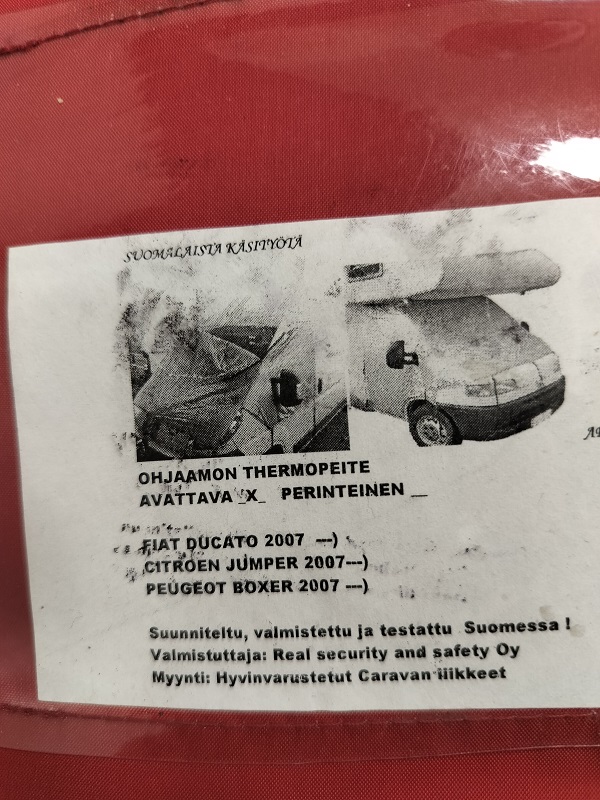 SUOMALAISTA KÄSITYÖTÄ
OHJAAMON THERMOPEITE
AVATTAVA _X_ PERINTEINEN __
FIAT DUCATO 2007 ---)
CITROEN JUMPER 2007---)
PEUGEOT BOXER 2007 ---)
Suunniteltu, valmistettu ja testattu Suomessa !
Valmistuttaja: Real security and safety Oy
Myynti: Hyvinvarustetut Caravan liikkeet